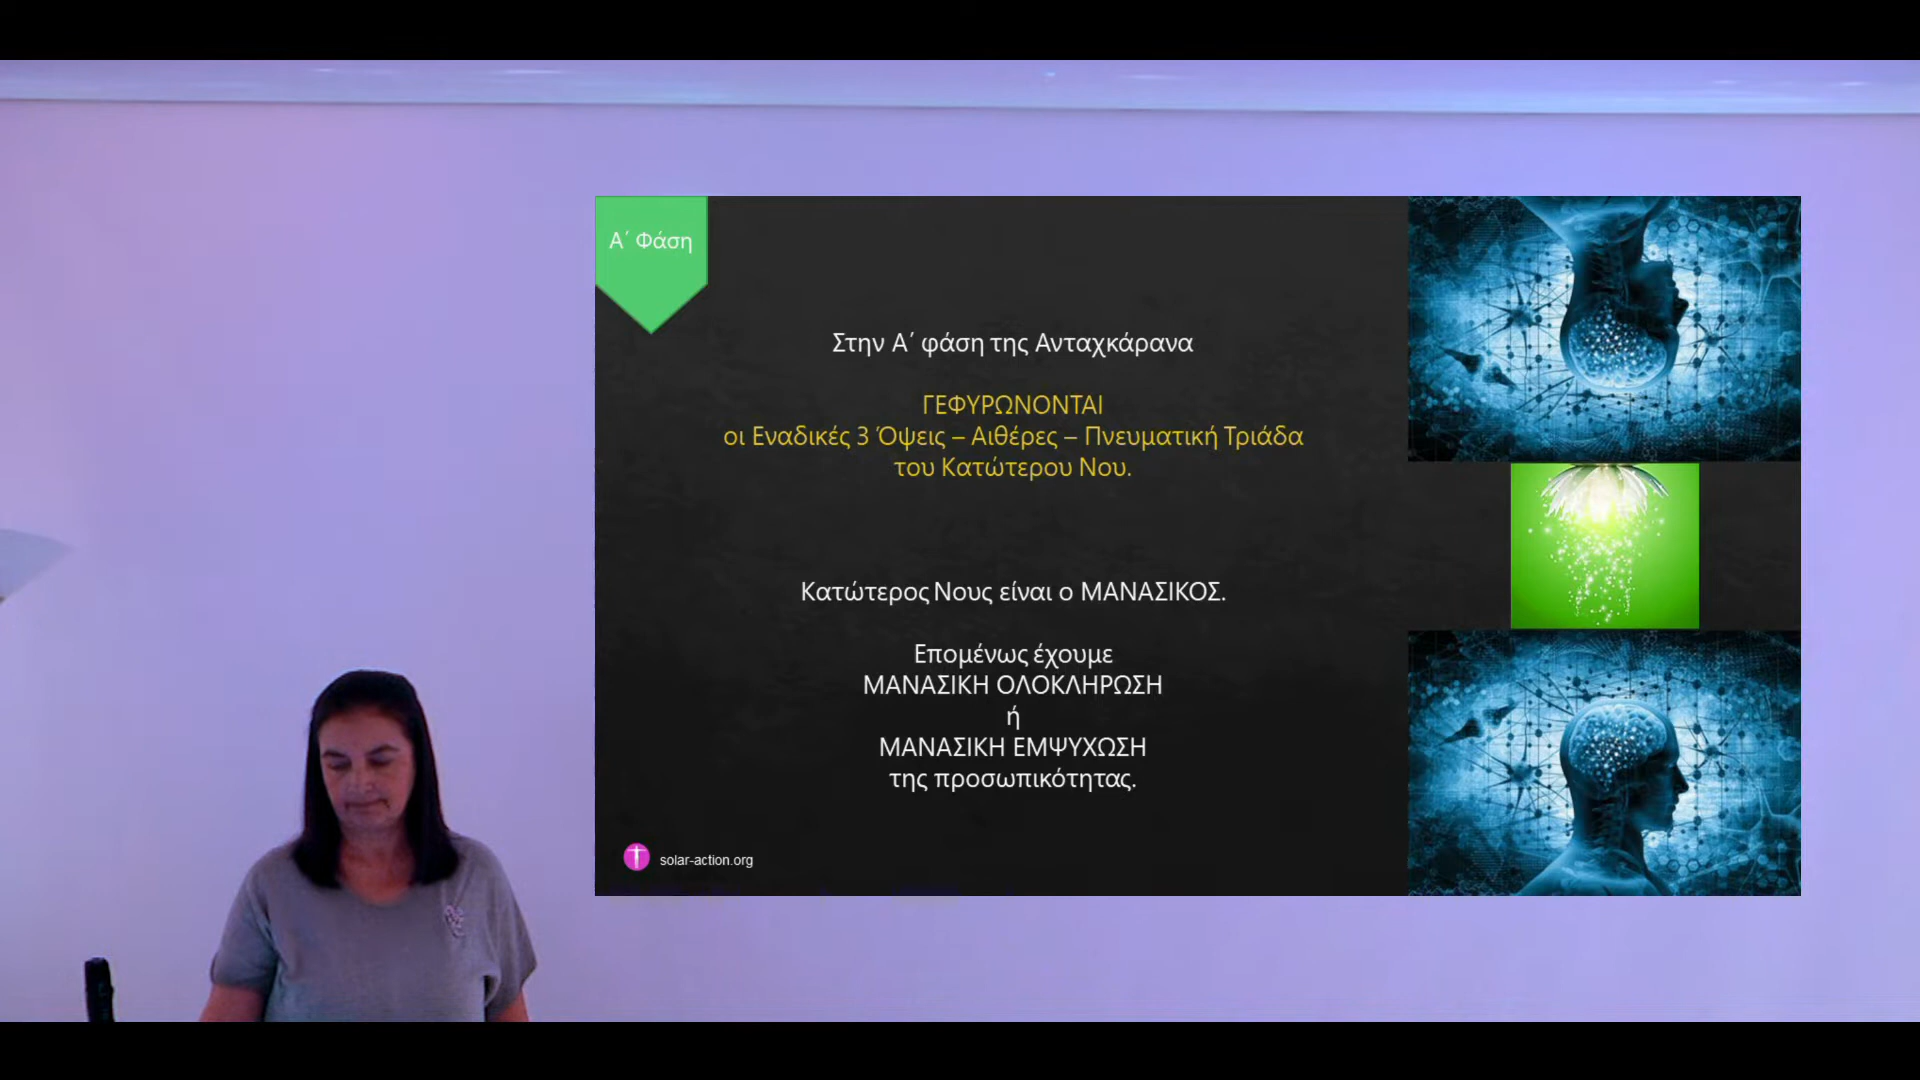 Α΄ Φάση
Στην Α΄ φάση της Ανταχκάρανα
ΓΕΦΥΡΩΝΟΝΤΑΙ
οι Εναδικές 3 Όψεις – Αιθέρες – Πνευματική Τριάδα
του Κατώτερου Νου.
Κατώτερος Νους είναι ο ΜΑΝΑΣΙΚΟΣ.
Επομένως έχουμε
ΜΑΝΑΣΙΚΗ ΟΛΟΚΛΗΡΩΣΗ
ή
ΜΑΝΑΣΙΚΗ ΕΜΨΥΧΩΣΗ
της προσωπικότητας.
solar-action.org